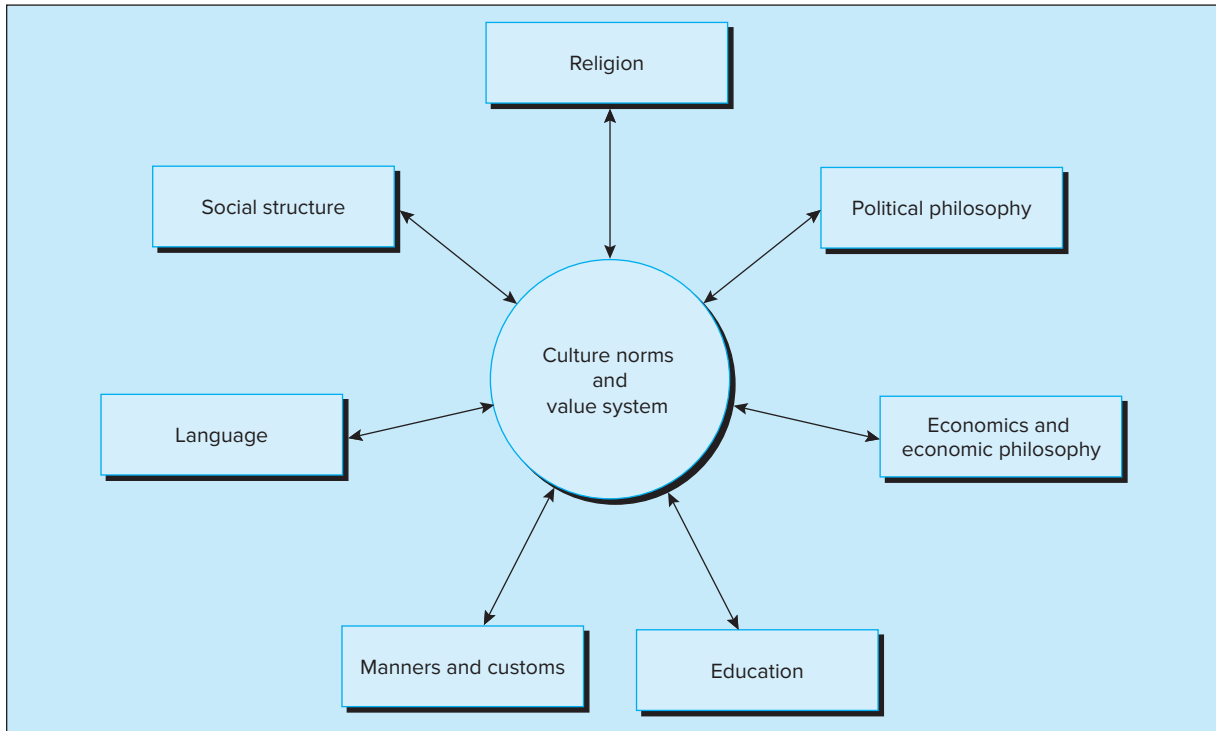 Religion
Social structure
Political philosophy
Culture norms
and
value system
Language
Economics and
economic philosophy
Manners and customs
Education